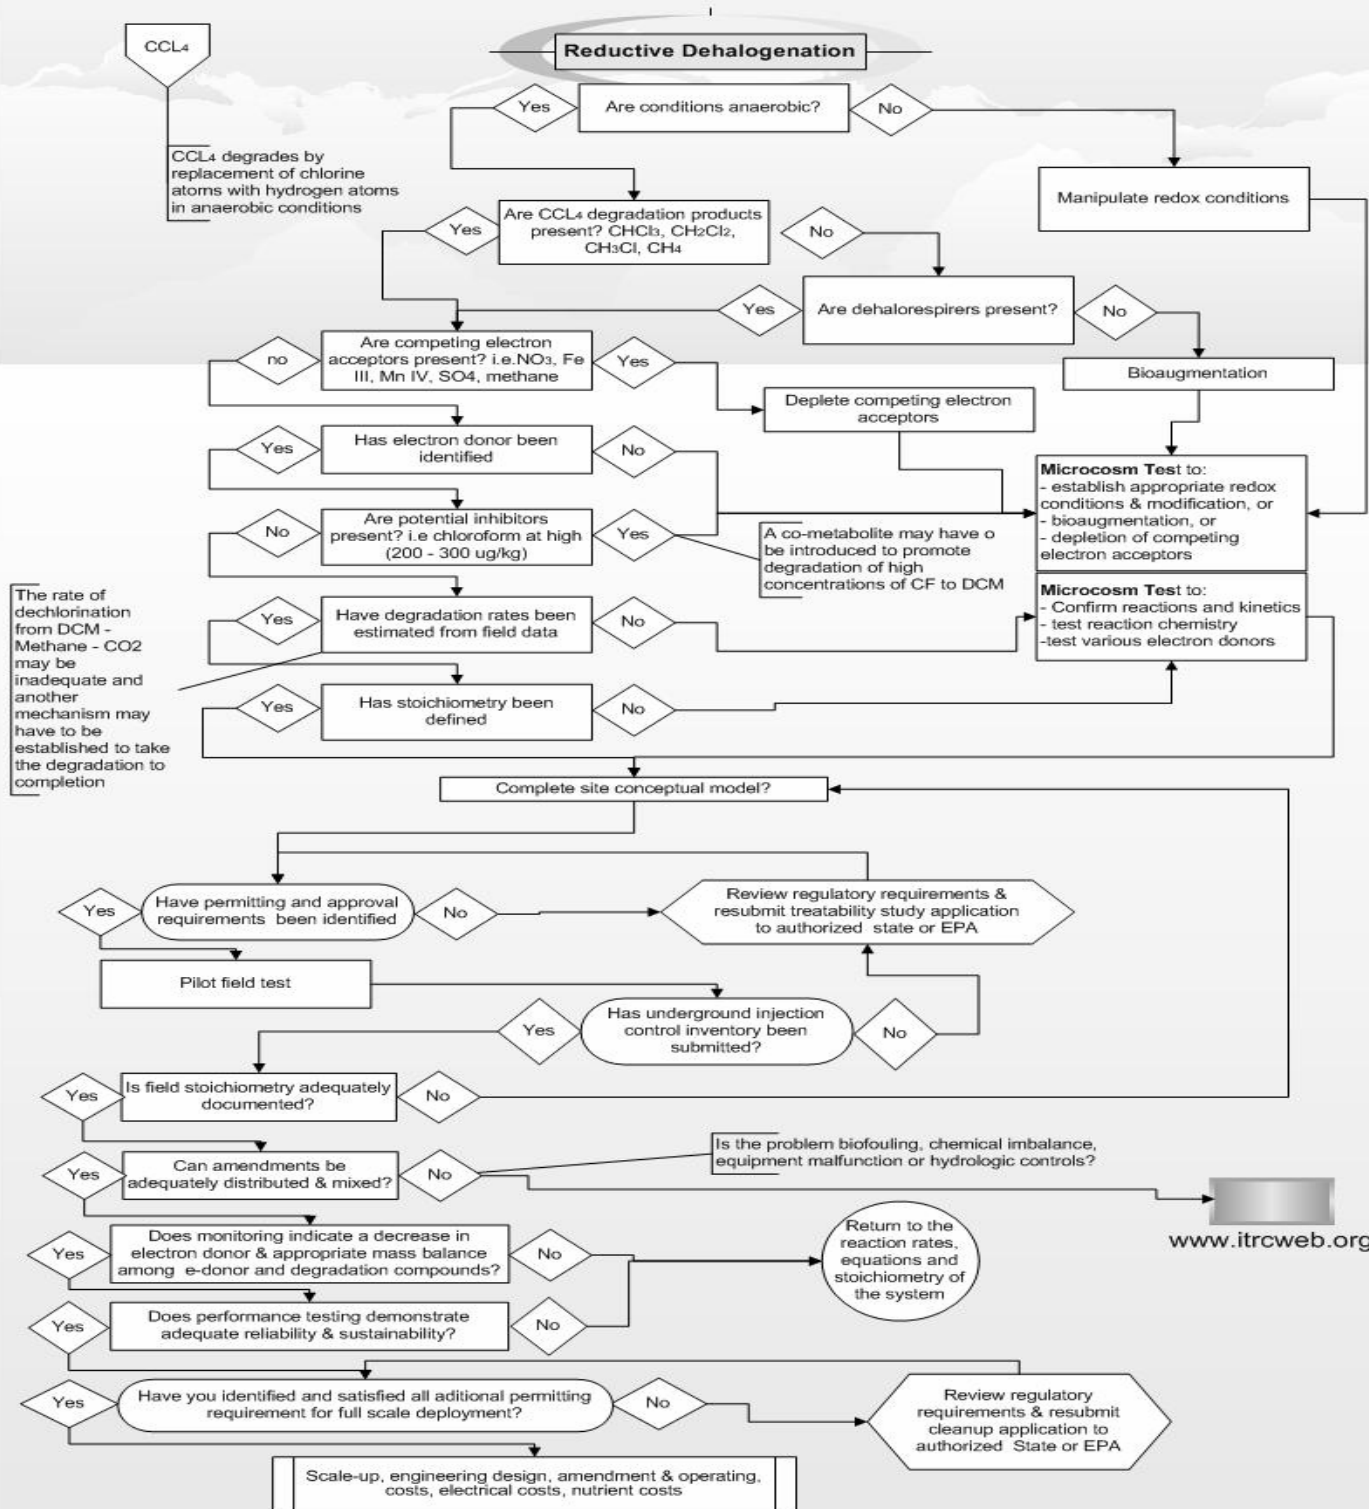 CCL₄
Reductive Dehalogenation
Yes
Are conditions anaerobic?
No
CCL₄ degrades by
replacement of chlorine
atoms with hydrogen atoms
in anaerobic conditions
Manipulate redox conditions
Yes
Are CCL₄ degradation products
present? CHCl₃, CH₂Cl₂,
CH₃Cl, CH₄
No
Yes
Are dehalorespirers present?
No
no
Are competing electron
acceptors present? i.e.NO₃, Fe
III, Mn IV, SO4, methane
Yes
Bioaugmentation
Deplete competing electron
acceptors
Yes
Has electron donor been
identified
No
Microcosm Test to:
- establish appropriate redox
conditions & modification, or
- bioaugmentation, or
- depletion of competing
electron acceptors
No
Are potential inhibitors
present? i.e chloroform at high
(200 - 300 ug/kg)
Yes
A co-metabolite may have o
be introduced to promote
degradation of high
concentrations of CF to DCM
Microcosm Test to:
- Confirm reactions and kinetics
- test reaction chemistry
-test various electron donors
The rate of
dechlorination
from DCM -
Methane - CO2
may be
inadequate and
another
mechanism may
have to be
established to take
the degradation to
completion
Yes
Have degradation rates been
estimated from field data
No
Yes
Has stoichiometry been
defined
No
Complete site conceptual model?
Yes
Have permitting and approval
requirements been identified
No
Review regulatory requirements &
resubmit treatability study application
to authorized state or EPA
Pilot field test
Yes
Has underground injection
control inventory been
submitted?
No
Yes
Is field stoichiometry adequately
documented?
No
Is the problem biofouling, chemical imbalance,
equipment malfunction or hydrologic controls?
Yes
Can amendments be
adequately distributed & mixed?
No
www.itrcweb.org
Yes
Does monitoring indicate a decrease in
electron donor & appropriate mass balance
among e-donor and degradation compounds?
No
Return to the
reaction rates,
equations and
stoichiometry of
the system
Yes
Does performance testing demonstrate
adequate reliability & sustainability?
No
Yes
Have you identified and satisfied all aditional permitting
requirement for full scale deployment?
No
Review regulatory
requirements & resubmit
cleanup application to
authorized State or EPA
Scale-up, engineering design, amendment & operating,
costs, electrical costs, nutrient costs